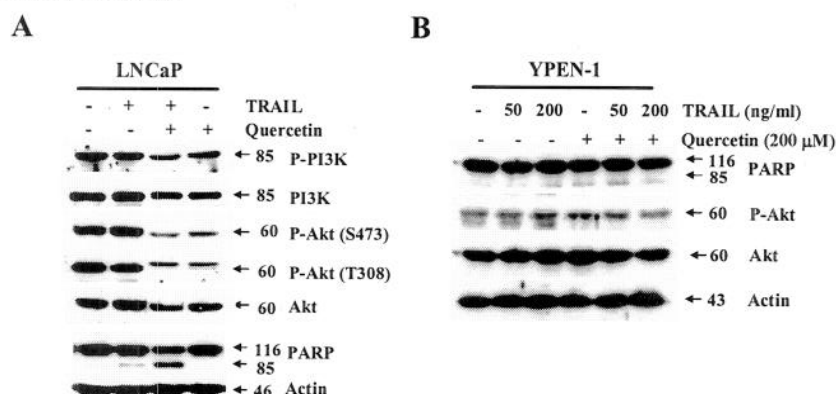 A
LNCaP
- + + - TRAIL
- - + + Quercetin
← 85 P-PI3K
← 85 PI3K
← 60 P-Akt (S473)
← 60 P-Akt (T308)
← 60 Akt
← 116 PARP
← 85
← 46 Actin
B
YPEN-1
- 50 200 - 50 200 TRAIL (ng/ml)
- - - + + + Quercetin (200 µM)
← 116 PARP
← 85
← 60 P-Akt
← 60 Akt
← 43 Actin